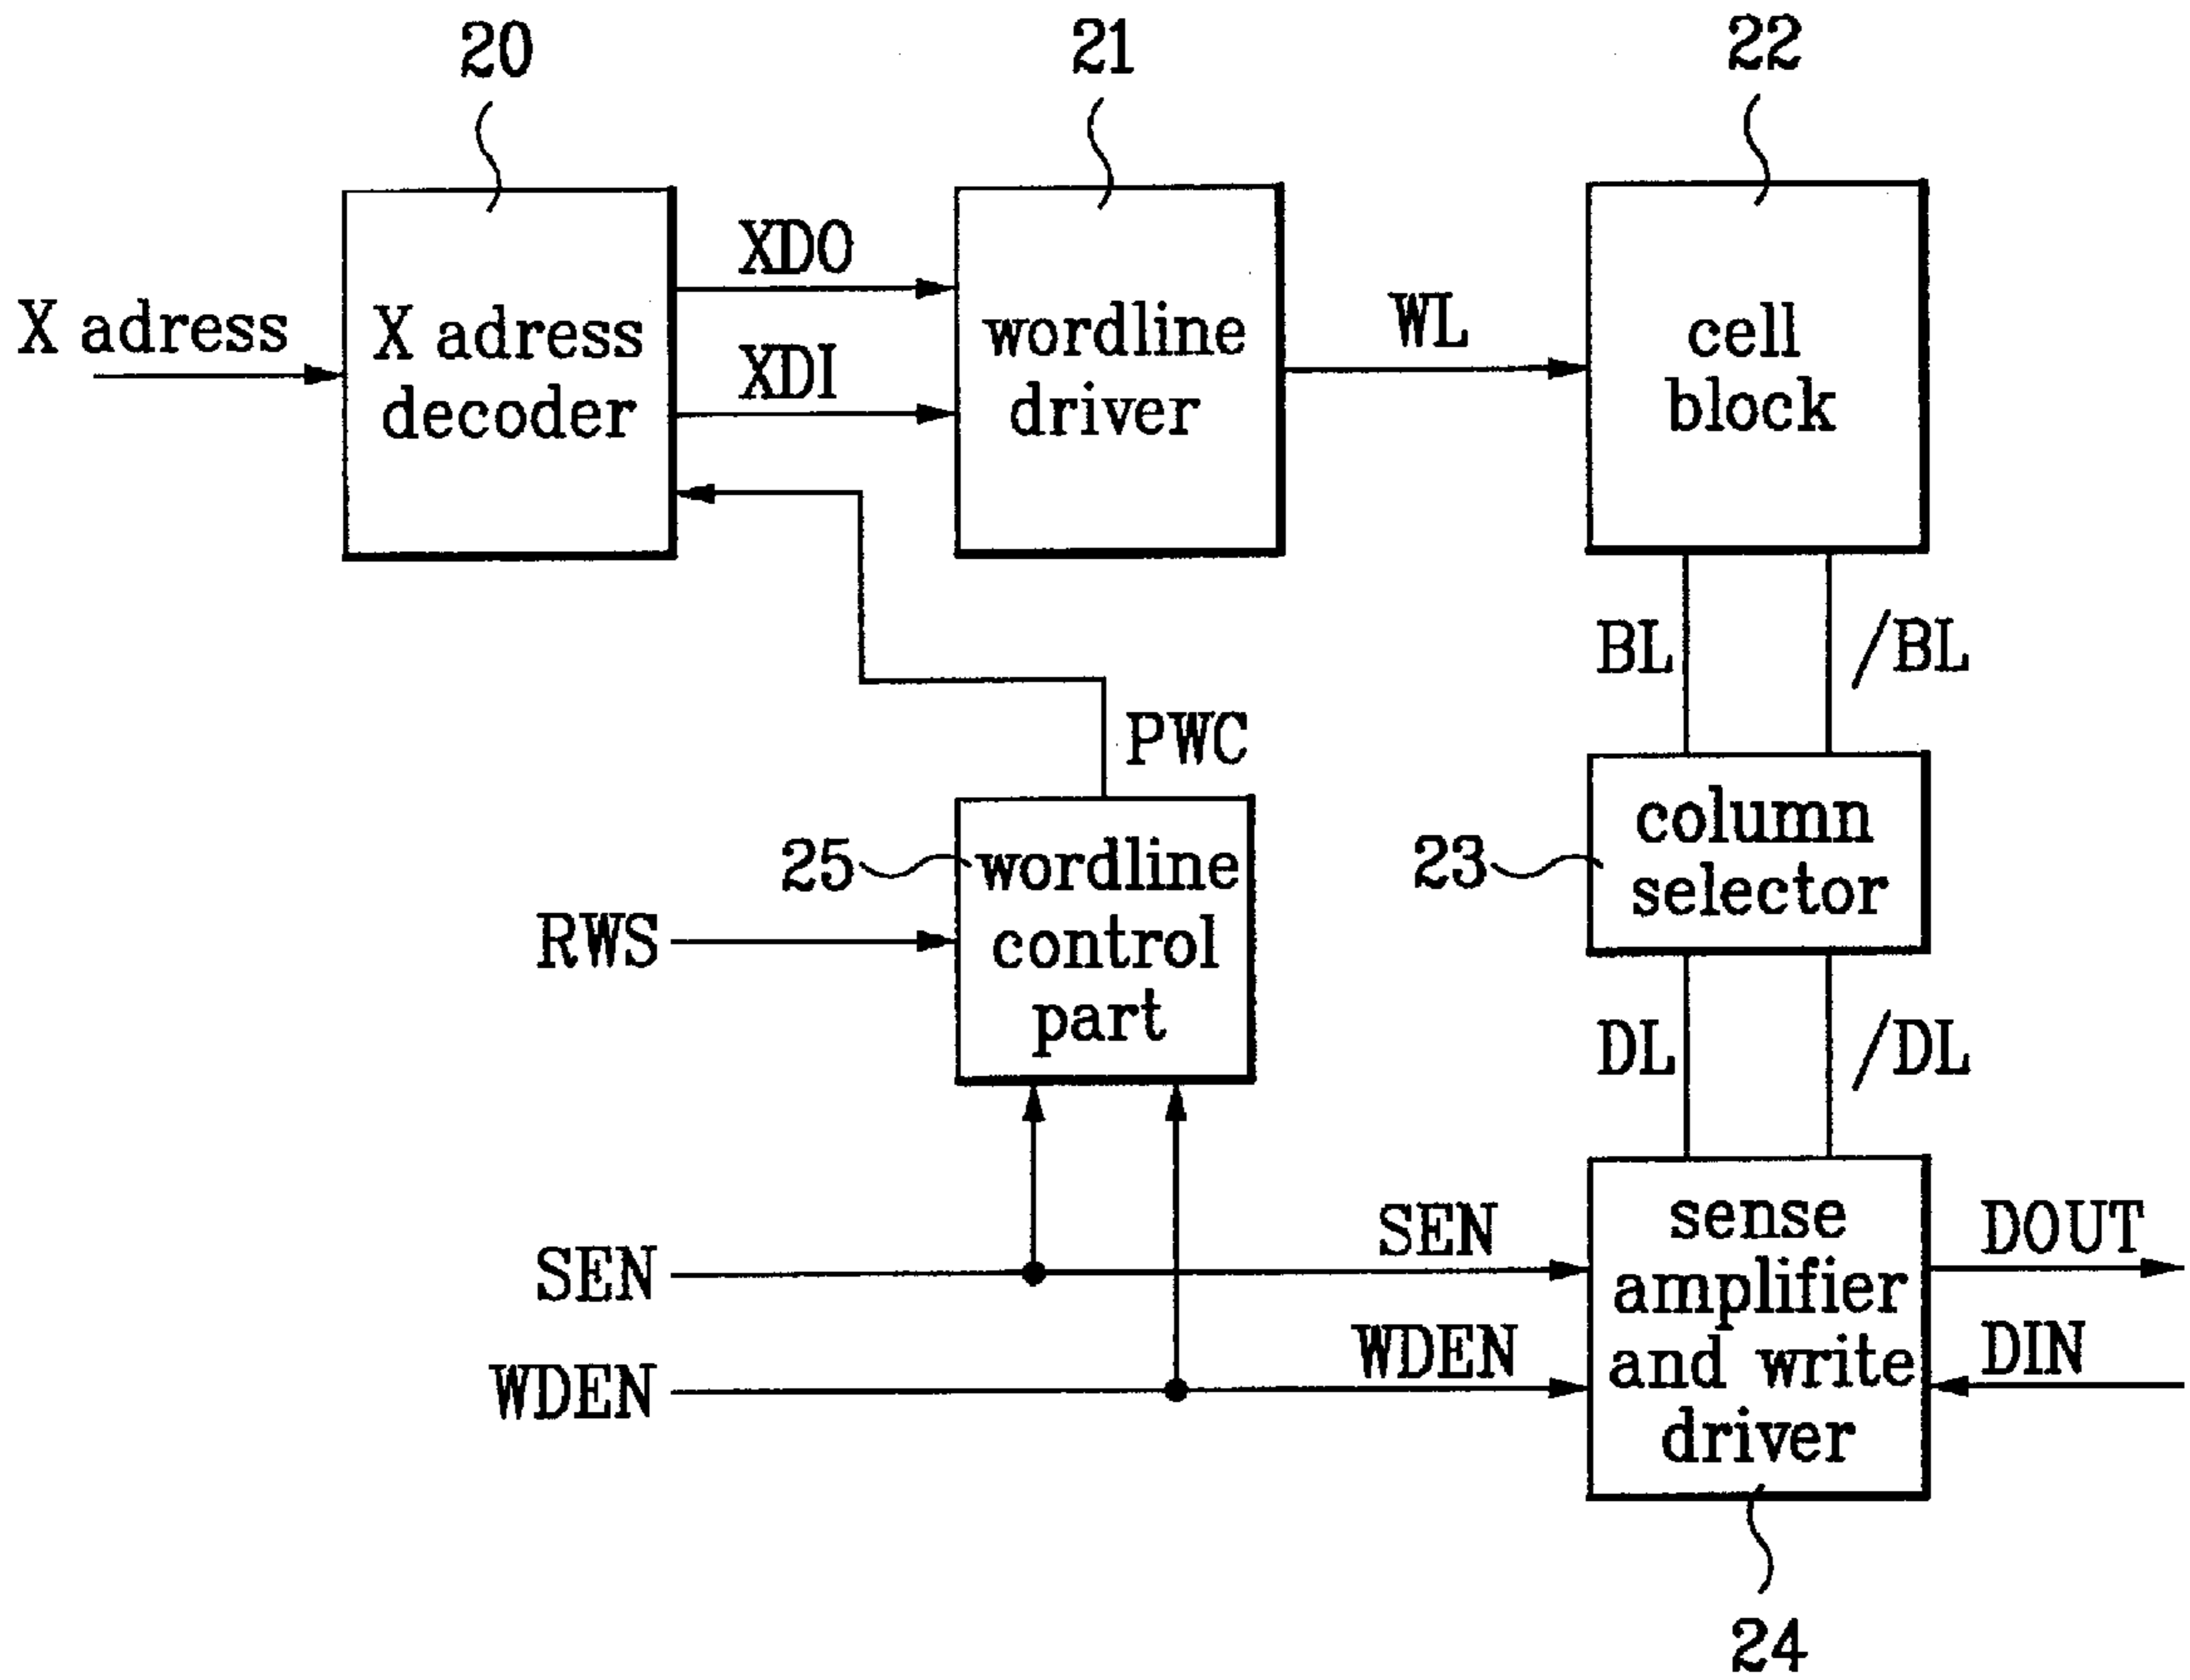 20
21
22
X adress
X adress
decoder
XDO
XDI
wordline
driver
WL
cell
block
BL
/BL
PWC
25
wordline
control
part
RWS
23
column
selector
DL
/DL
SEN
WDEN
SEN
WDEN
sense
amplifier
and write
driver
DOUT
DIN
24